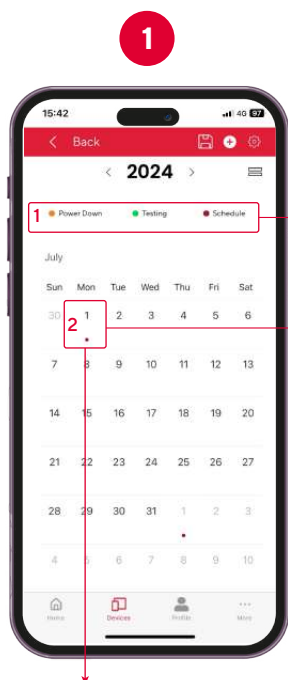 1
15:42
4G 97
Back
2024
1 Power Down Testing Schedule
July
Sun Mon Tue Wed Thu Fri Sat
30 2 1 2 3 4 5 6
7 8 9 10 11 12 13
14 15 16 17 18 19 20
21 22 23 24 25 26 27
28 29 30 31 1 2 3
4 5 6 7 8 9 10
Home Devices Profile More